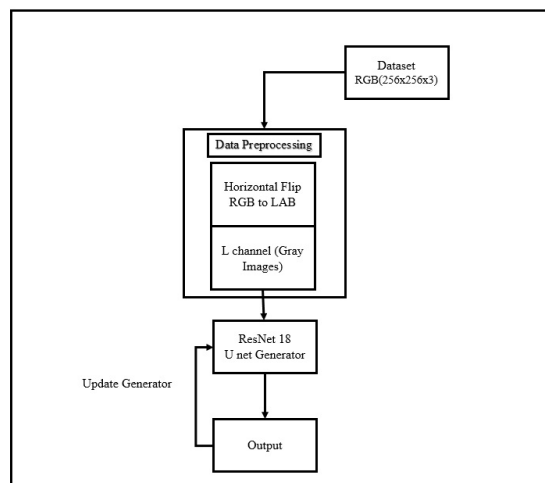 Dataset
RGB(256x256x3)
Data Preprocessing
Horizontal Flip
RGB to LAB
L channel (Gray
Images)
ResNet 18
U net Generator
Update Generator
Output